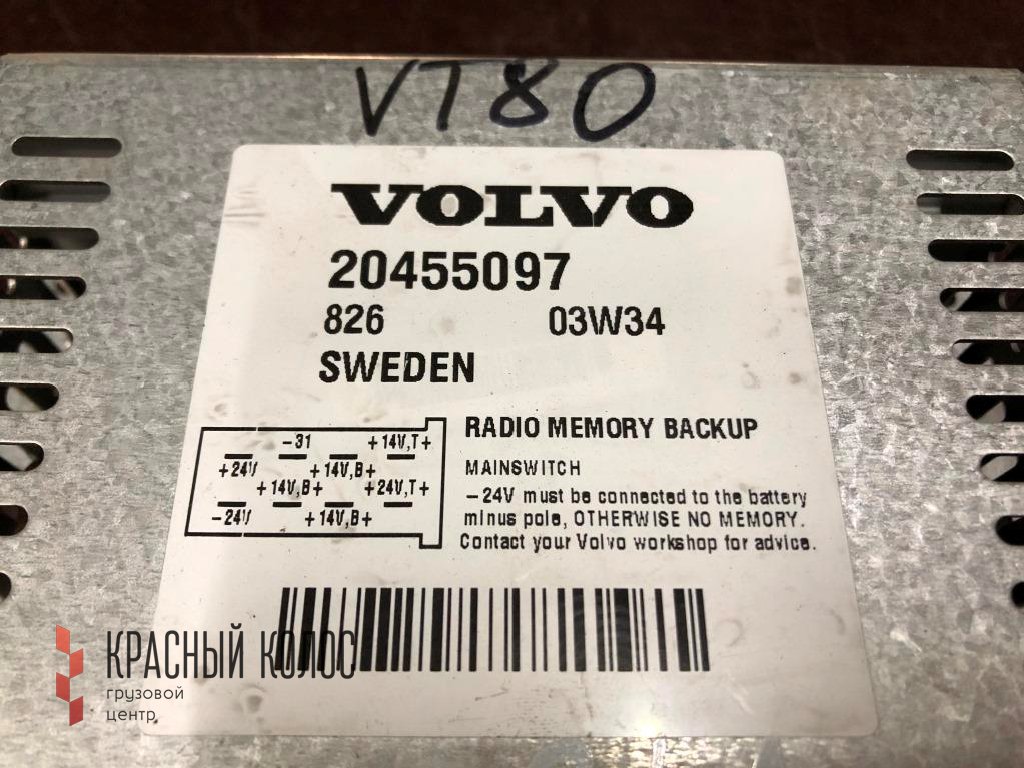 VT80
VOLVO
20455097
826 03W34
SWEDEN
-31 +14V,T+
+24V +14V,B+
+14V,B+ +24V,T+
-24V +14V,B+
RADIO MEMORY BACKUP
MAINSWITCH
-24V must be connected to the battery
minus pole, OTHERWISE NO MEMORY.
Contact your Volvo workshop for advice.
КРАСНЫЙ КОЛОС
грузовой
центр